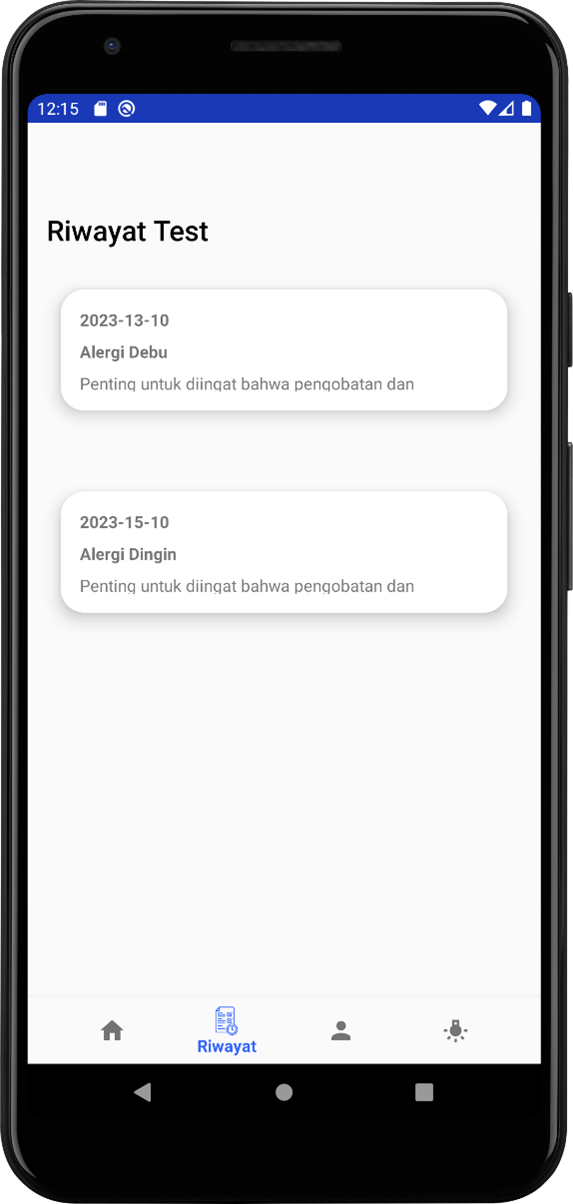 12:15
Riwayat Test
2023-13-10
Alergi Debu
Penting untuk diingat bahwa pengobatan dan
2023-15-10
Alergi Dingin
Penting untuk diingat bahwa pengobatan dan
Riwayat